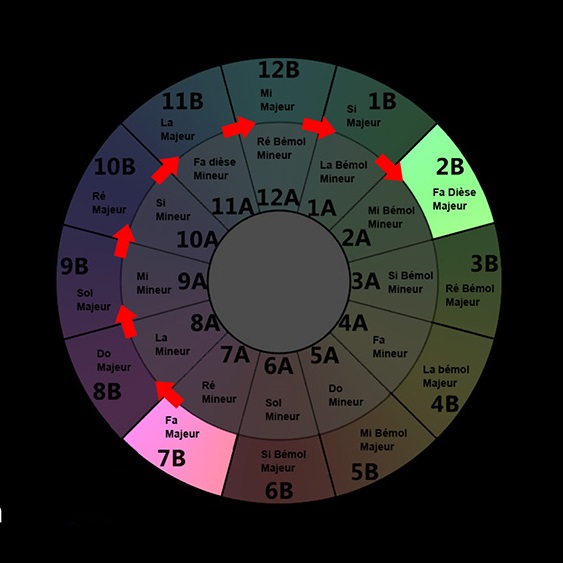 12B
Mi
Majeur
1B
Si
Majeur
2B
Fa Dièse
Majeur
3B
Ré Bémol
Majeur
La bémol
Majeur
4B
Mi Bémol
Majeur
5B
Si Bémol
Majeur
6B
Fa
Majeur
7B
Do
Majeur
8B
9B
Sol
Majeur
10B
Ré
Majeur
11B
La
Majeur
Ré Bémol
Mineur
12A
La Bémol
Mineur
1A
Mi Bémol
Mineur
2A
3A
Si Bémol
Mineur
4A
Fa
Mineur
5A
Do
Mineur
6A
Sol
Mineur
7A
Ré
Mineur
8A
La
Mineur
Mi
Mineur
9A
Si
Mineur
10A
Fa dièse
Mineur
11A